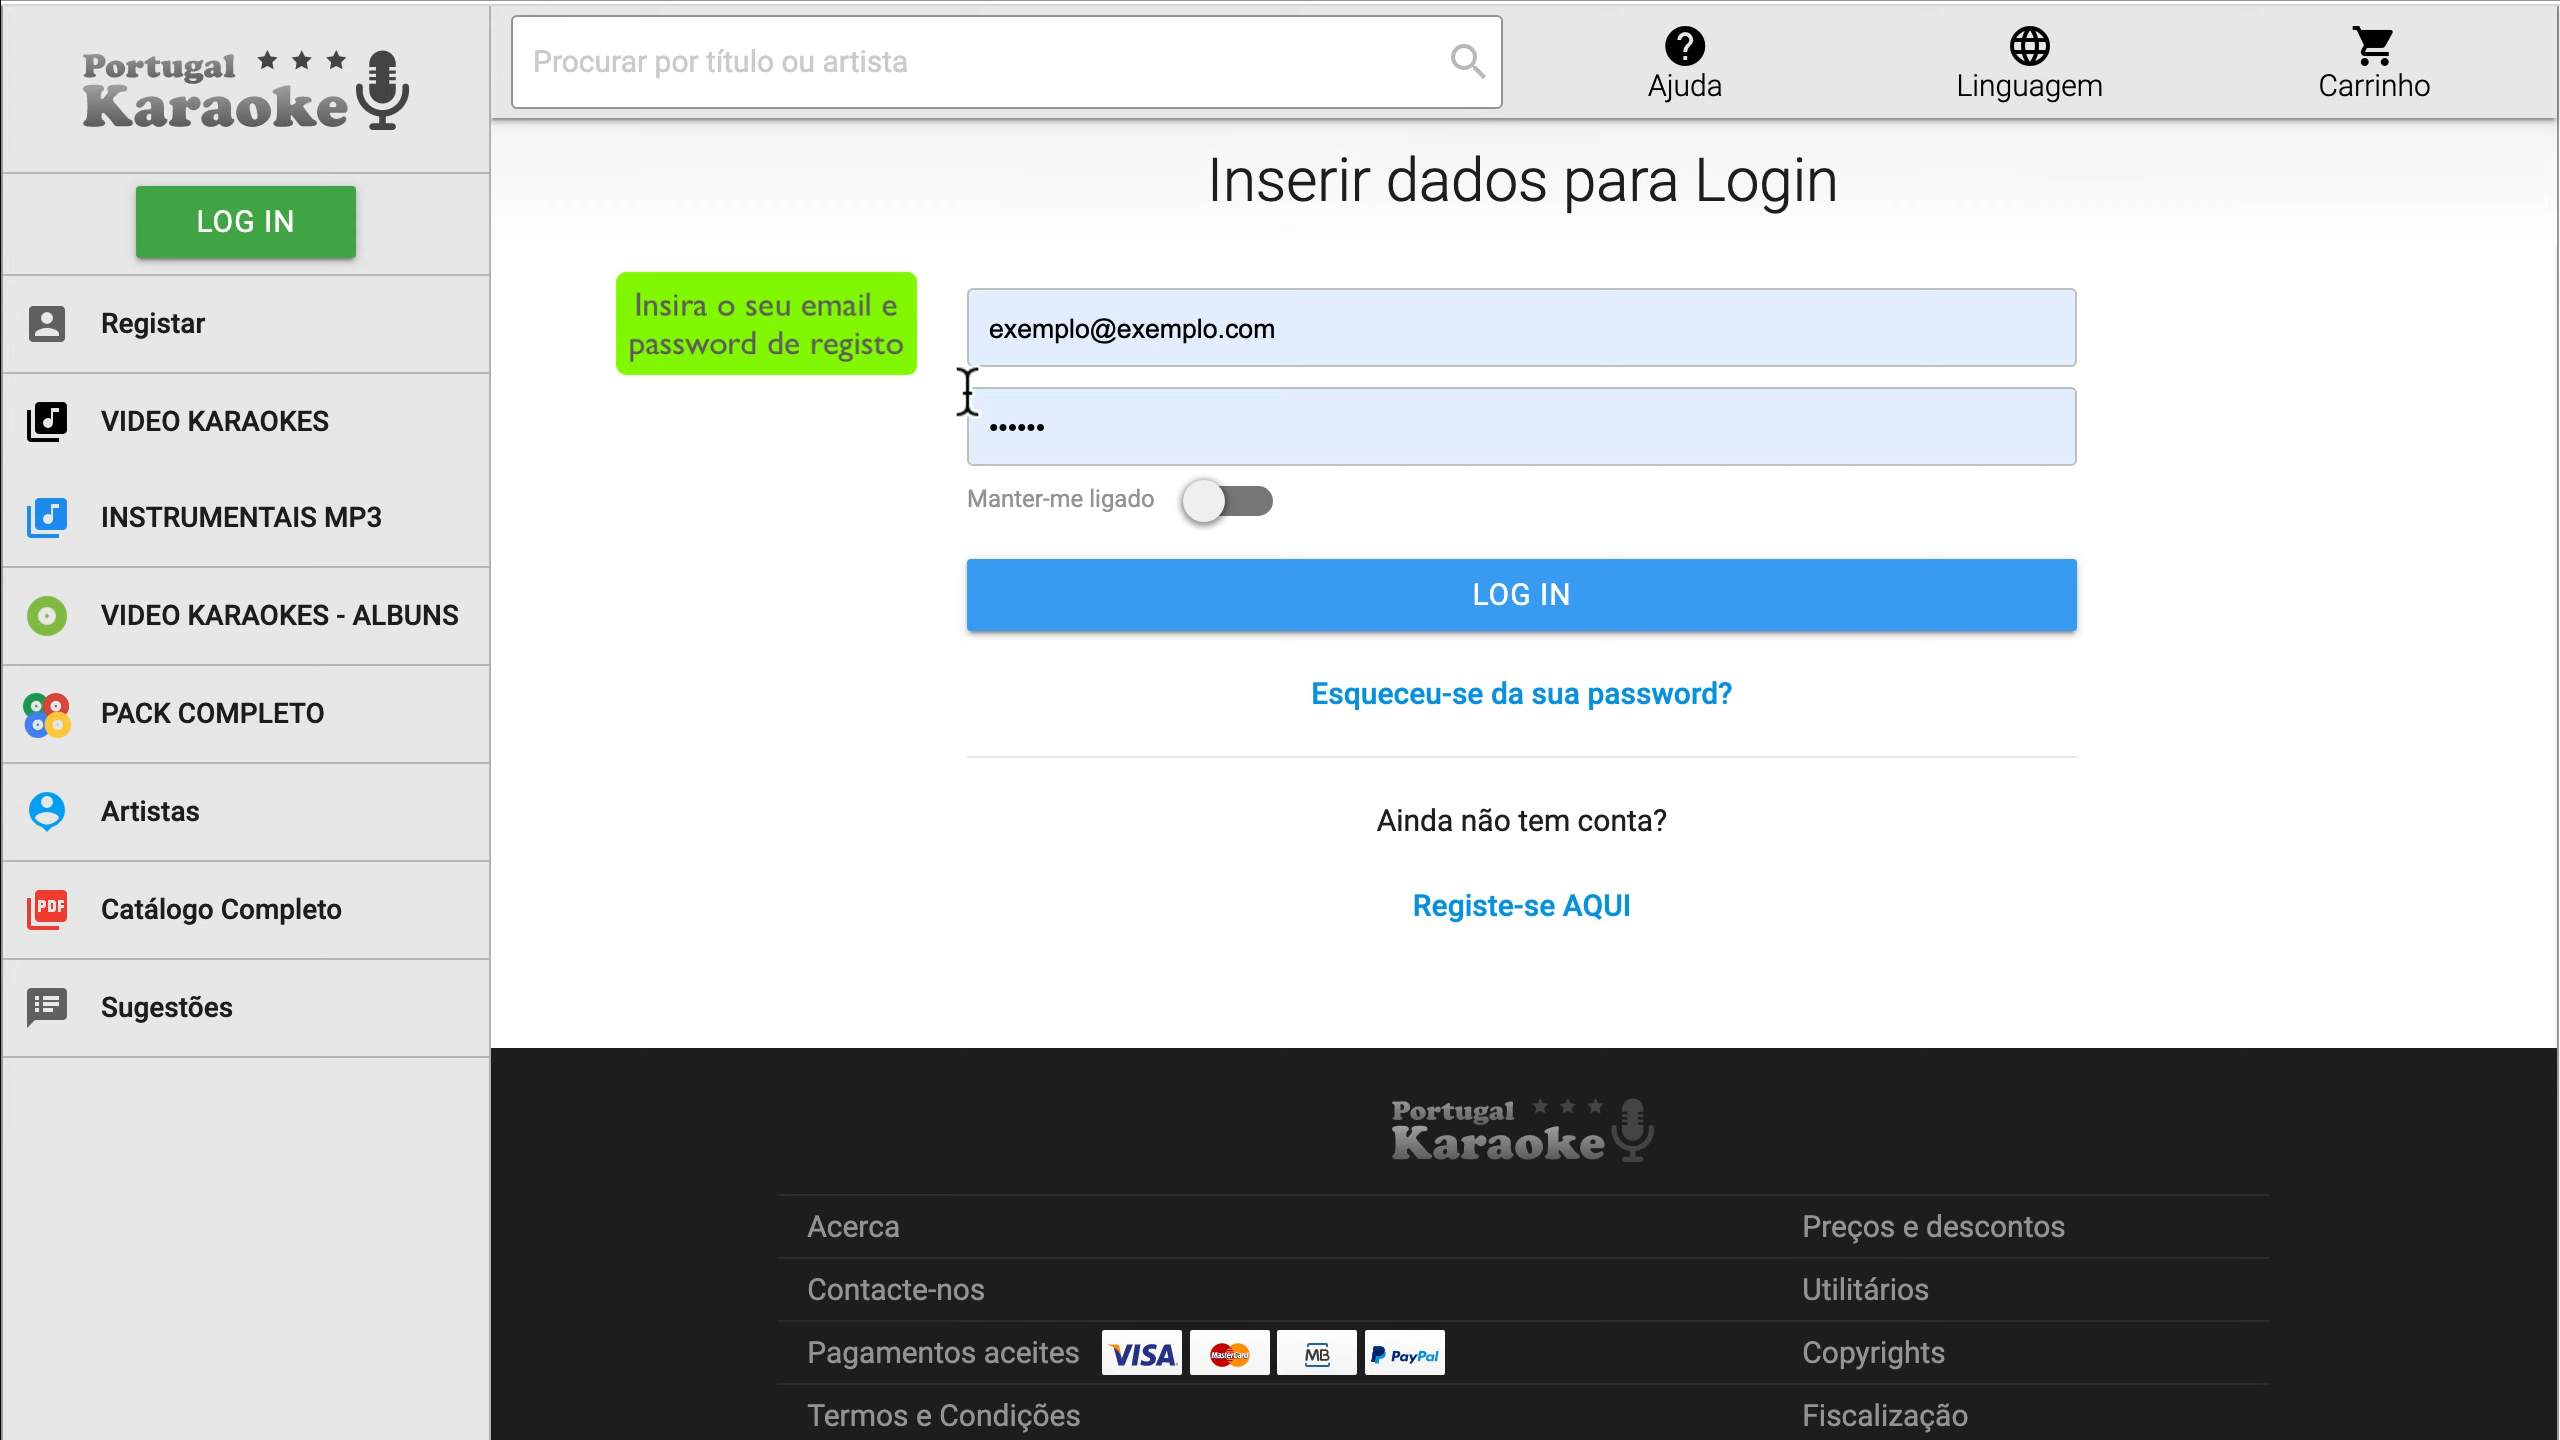 Portugal
Karaoke
Procurar por título ou artista
Ajuda
Linguagem
Carrinho
LOG IN
Registar
VIDEO KARAOKES
INSTRUMENTAIS MP3
VIDEO KARAOKES - ALBUNS
PACK COMPLETO
Artistas
PDF
Catálogo Completo
Sugestões
Inserir dados para Login
Insira o seu email e
password de registo
exemplo@exemplo.com
••••••
Manter-me ligado
LOG IN
Esqueceu-se da sua password?
Ainda não tem conta?
Registe-se AQUI
Portugal
Karaoke
Acerca
Preços e descontos
Contacte-nos
Utilitários
Pagamentos aceites VISA MasterCard MB PayPal
Copyrights
Termos e Condições
Fiscalização